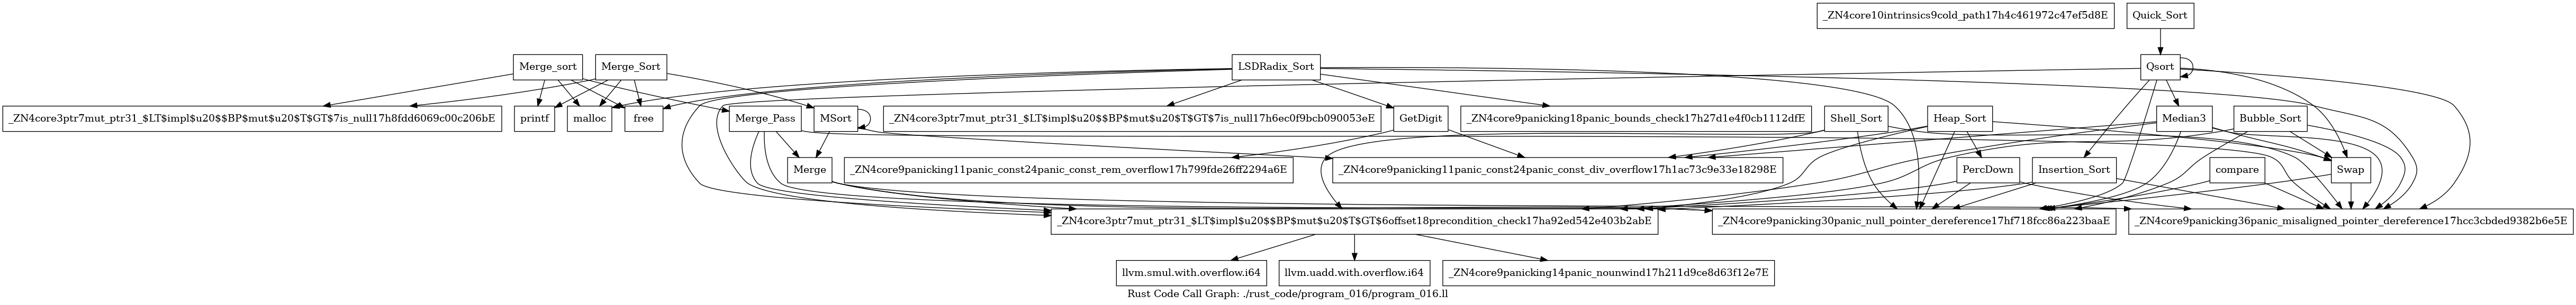 _ZN4core10intrinsics9cold_path17h4c461972c47ef5d8E
Quick_Sort
Merge_sort
Merge_Sort
LSDRadix_Sort
Qsort
_ZN4core3ptr7mut_ptr31_$LT$impl$u20$$BP$mut$u20$T$GT$7is_null17h8fdd6069c00c206bE
printf
malloc
free
Merge_Pass
MSort
_ZN4core3ptr7mut_ptr31_$LT$impl$u20$$BP$mut$u20$T$GT$7is_null17h6ec0f9bcb090053eE
GetDigit
_ZN4core9panicking18panic_bounds_check17h27d1e4f0cb1112dfE
Shell_Sort
Heap_Sort
Median3
Bubble_Sort
Merge
_ZN4core9panicking11panic_const24panic_const_rem_overflow17h799fde26ff2294a6E
_ZN4core9panicking11panic_const24panic_const_div_overflow17h1ac73c9e33e18298E
PercDown
Insertion_Sort
compare
Swap
_ZN4core3ptr7mut_ptr31_$LT$impl$u20$$BP$mut$u20$T$GT$6offset18precondition_check17ha92ed542e403b2abE
_ZN4core9panicking30panic_null_pointer_dereference17hf718fcc86a223baaE
_ZN4core9panicking36panic_misaligned_pointer_dereference17hcc3cbded9382b6e5E
llvm.smul.with.overflow.i64
llvm.uadd.with.overflow.i64
_ZN4core9panicking14panic_nounwind17h211d9ce8d63f12e7E
Rust Code Call Graph: ./rust_code/program_016/program_016.ll